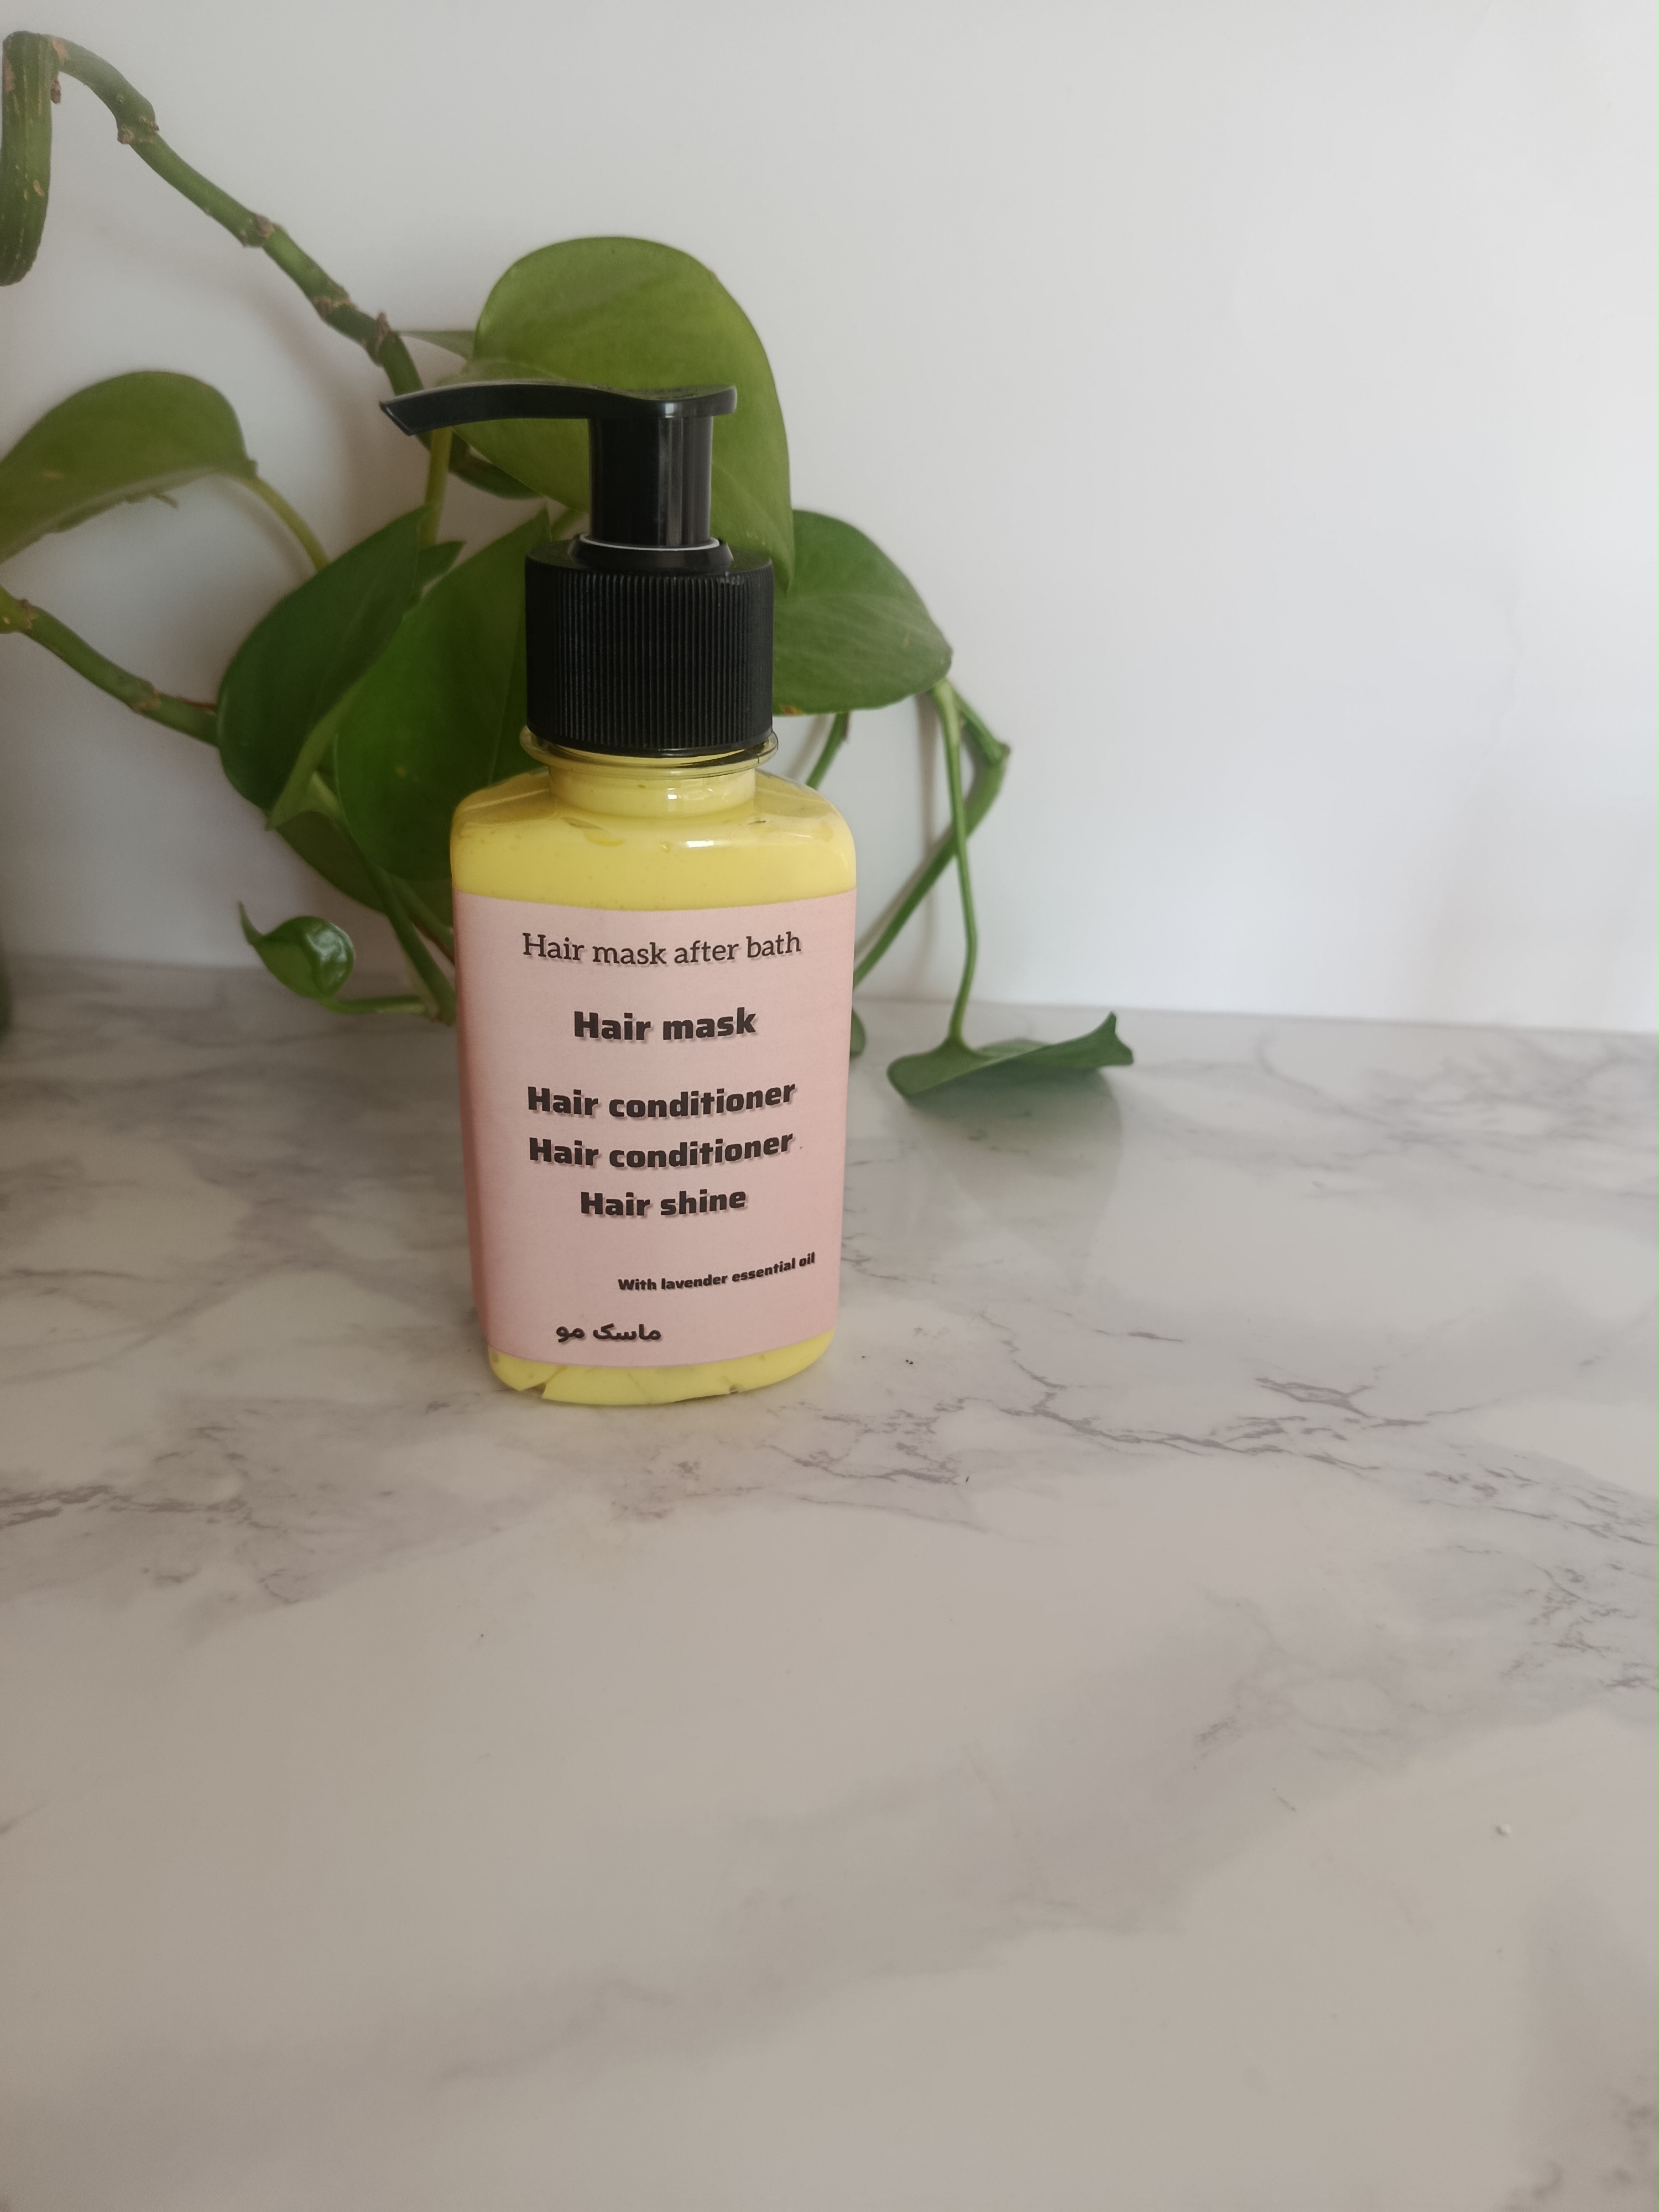 Hair mask after bath
Hair mask
Hair conditioner
Hair conditioner
Hair shine
With lavender essential oil
ماسک مو